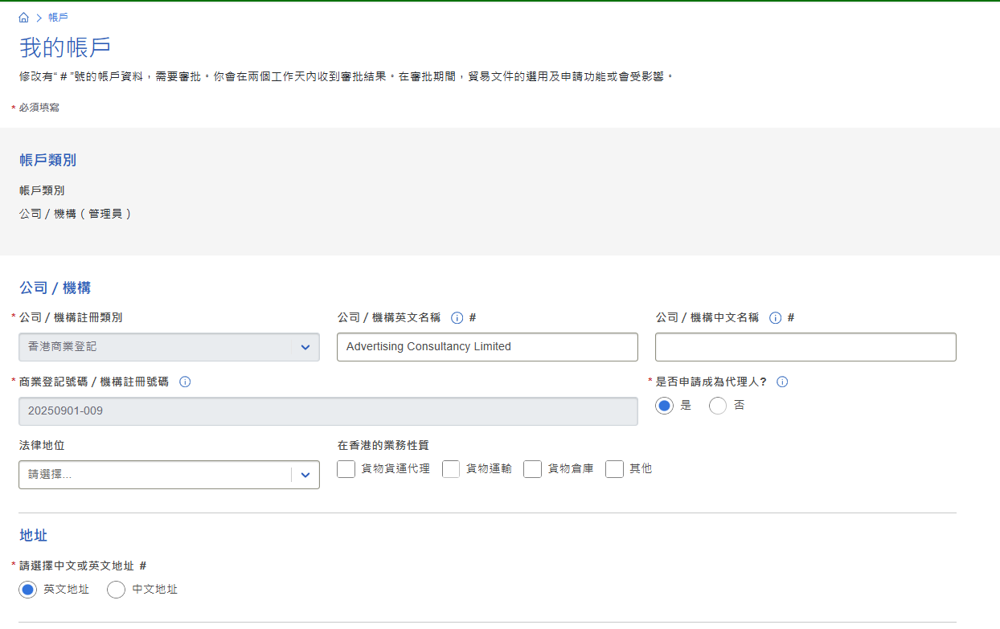 帳戶
我的帳戶
修改有“ # ”號的帳戶資料，需要審批。你會在兩個工作天內收到審批結果。在審批期間，貿易文件的選用及申請功能或會受影響。
* 必須填寫
帳戶類別
帳戶類別
公司 / 機構 ( 管理員 )
公司 / 機構
* 公司 / 機構註冊類別 公司 / 機構英文名稱 # 公司 / 機構中文名稱 #
香港商業登記 Advertising Consultancy Limited
* 商業登記號碼 / 機構註冊號碼 * 是否申請成為代理人?
20250901-009 是 否
法律地位 在香港的業務性質
請選擇... 貨物貨運代理 貨物運輸 貨物倉庫 其他
地址
* 請選擇中文或英文地址 #
英文地址 中文地址